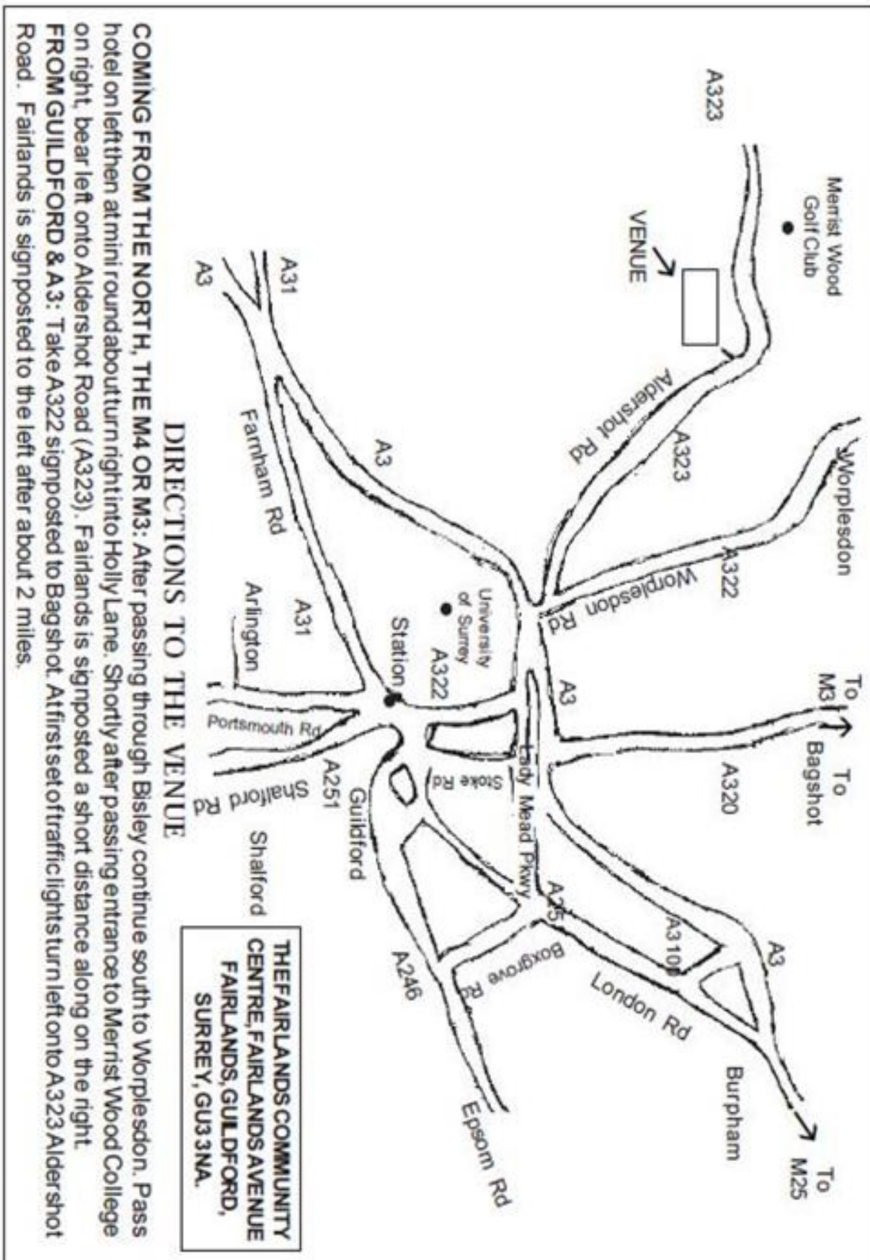 A323
Merrist Wood
Golf Club
VENUE
Aldershot Rd
A323
Worplesdon
A322
Worplesdon Rd
To
M3
To
Bagshot
A320
A3
To
M25
Burpham
A3100
London Rd
A3
Lady Mead Pkwy
A25
Boxgrove Rd
A31
A3
A3
University
of Surrey
A322
Station
Stoke Rd
Farnham Rd
A31
Arlington
Portsmouth Rd
A251
Shalford Rd
Guildford
Shalford
A246
Epsom Rd
THE FAIRLANDS COMMUNITY
CENTRE, FAIRLANDS AVENUE
FAIRLANDS, GUILDFORD,
SURREY, GU3 3NA.
DIRECTIONS TO THE VENUE
COMING FROM THE NORTH, THE M4 OR M3: After passing through Bisley continue south to Worplesdon. Pass
hotel on left then at mini roundabout turn right into Holly Lane. Shortly after passing entrance to Merrist Wood College
on right, bear left onto Aldershot Road (A323). Fairlands is signposted a short distance along on the right.
FROM GUILDFORD & A3: Take A322 signposted to Bagshot. At first set of traffic lights turn left onto A323 Aldershot
Road. Fairlands is signposted to the left after about 2 miles.